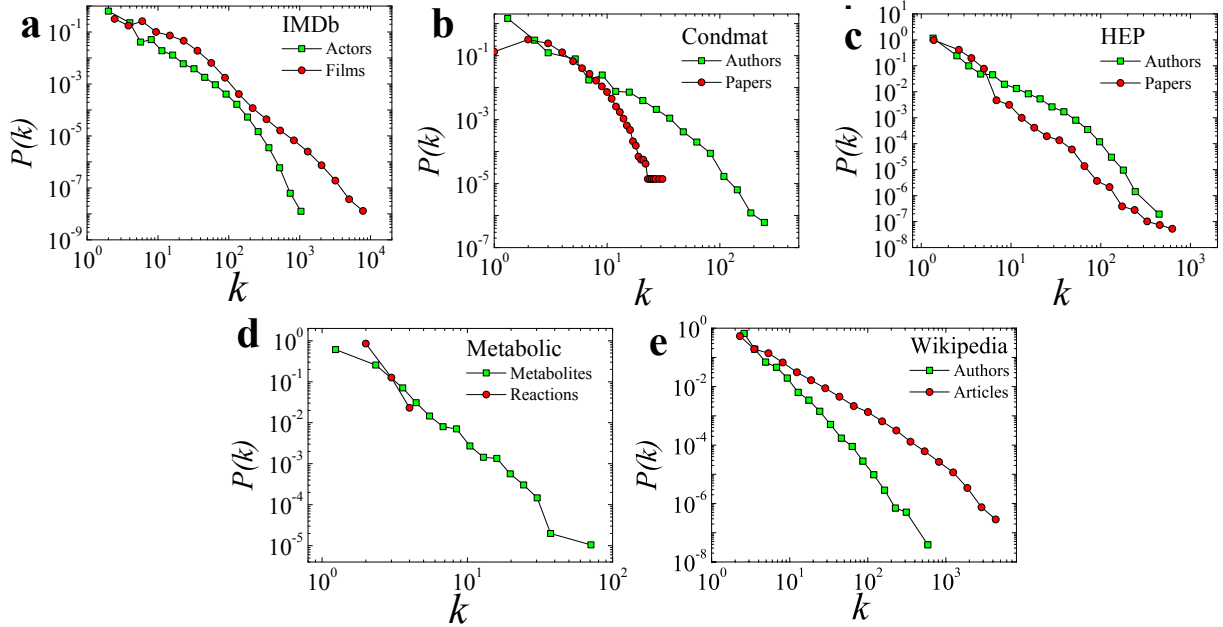 a
IMDb
Actors
Films
10^-1
10^-3
10^-5
10^-7
10^-9
P(k)
10^0 10^1 10^2 10^3 10^4
k
b
Condmat
Authors
Papers
10^-1
10^-3
10^-5
10^-7
P(k)
10^0 10^1 10^2
k
c
HEP
Authors
Papers
10^1
10^0
10^-1
10^-2
10^-3
10^-4
10^-5
10^-6
10^-7
10^-8
P(k)
10^0 10^1 10^2 10^3
k
d
Metabolic
Metabolites
Reactions
10^0
10^-1
10^-2
10^-3
10^-4
10^-5
P(k)
10^0 10^1 10^2
k
e
Wikipedia
Authors
Articles
10^0
10^-2
10^-4
10^-6
10^-8
P(k)
10^0 10^1 10^2 10^3
k